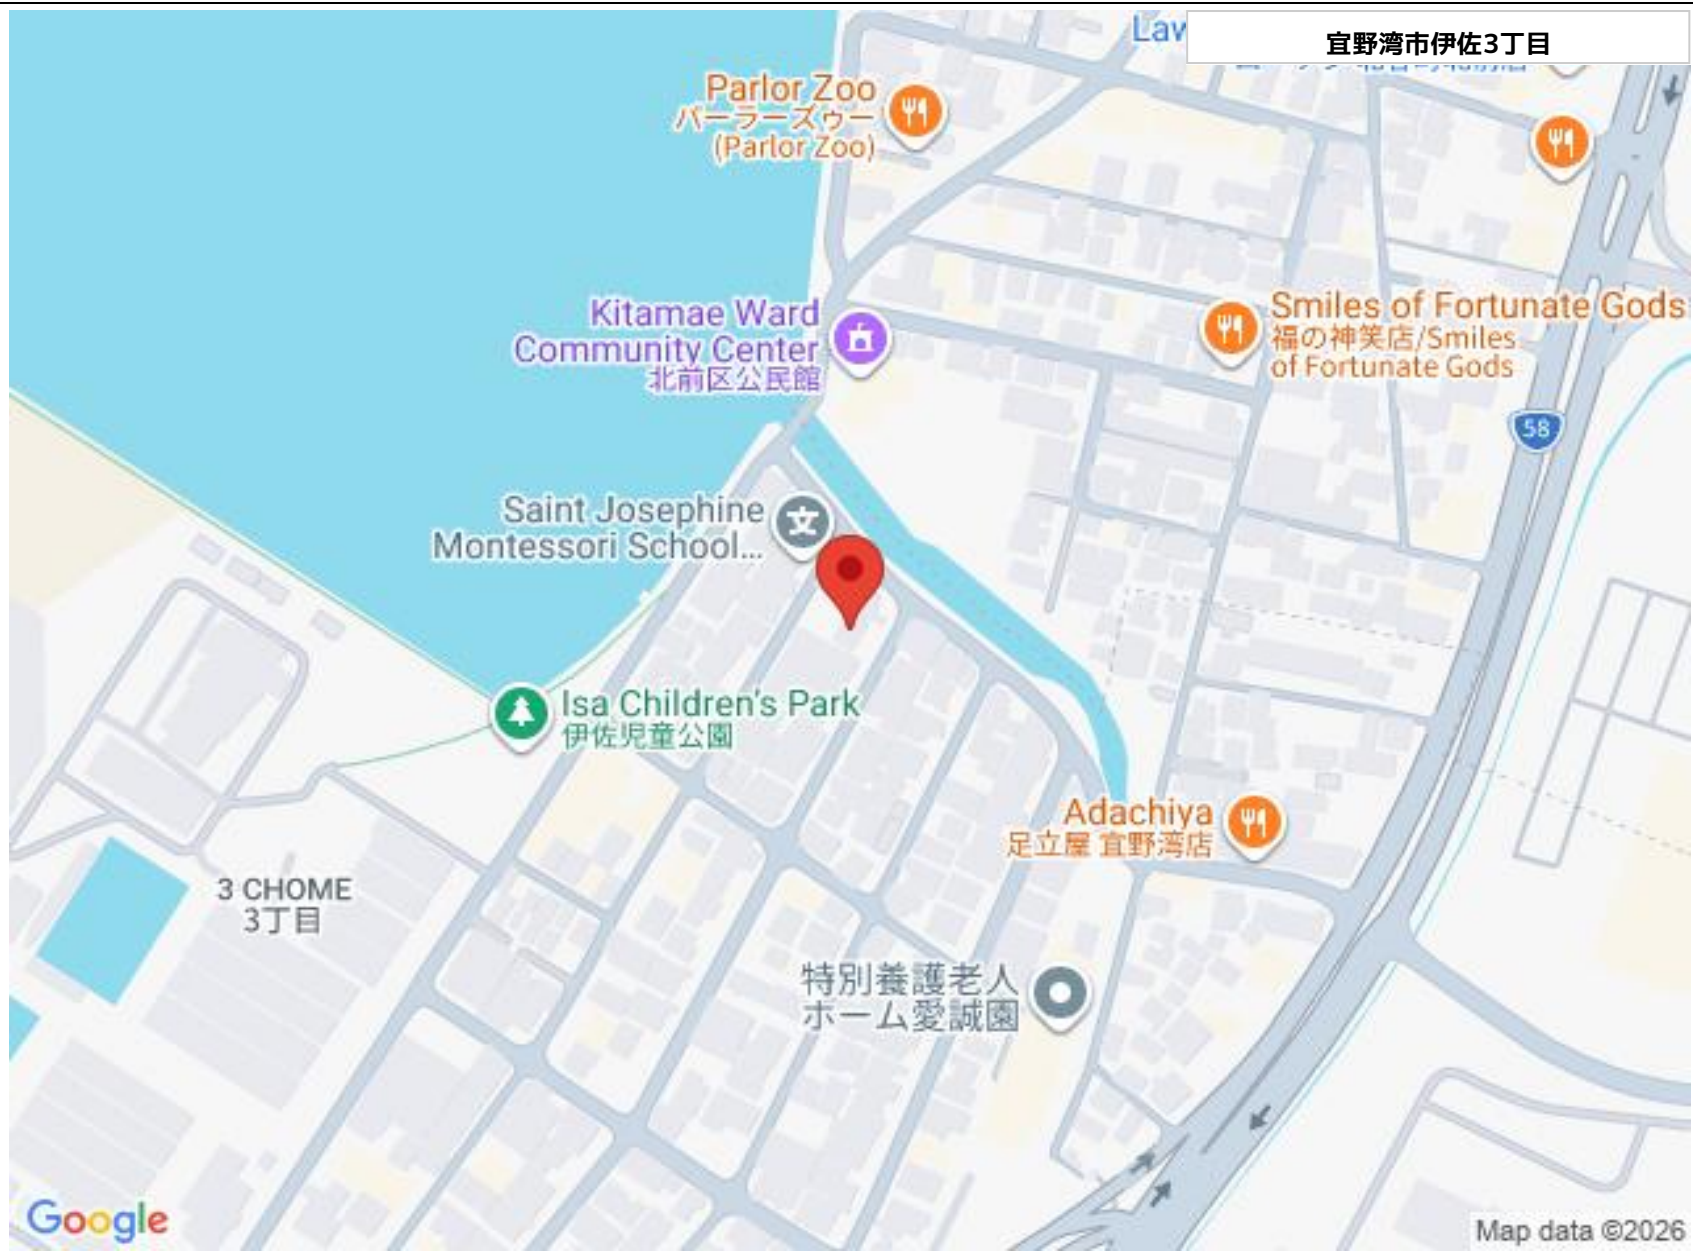 宜野湾市伊佐3丁目
Parlor Zoo
パーラーズゥー
(Parlor Zoo)
Kitamae Ward
Community Center
北前区公民館
Smiles of Fortunate Gods
福の神笑店/Smiles
of Fortunate Gods
58
Saint Josephine
Montessori School...
Isa Children's Park
伊佐児童公園
Adachiya
足立屋 宜野湾店
3 CHOME
3丁目
特別養護老人
ホーム愛誠園
Google
Map data ©2026